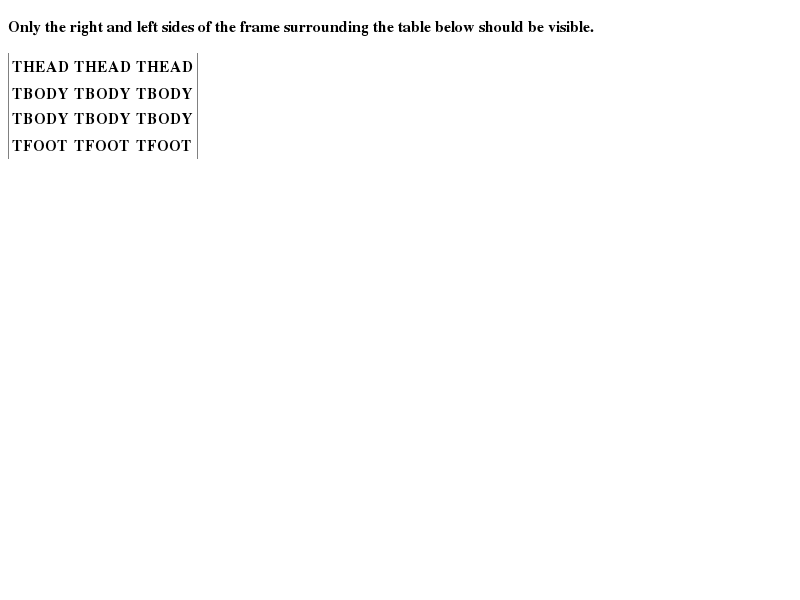 Only the right and left sides of the frame surrounding the table below should be visible.
THEAD THEAD THEAD
TBODY TBODY TBODY
TBODY TBODY TBODY
TFOOT TFOOT TFOOT